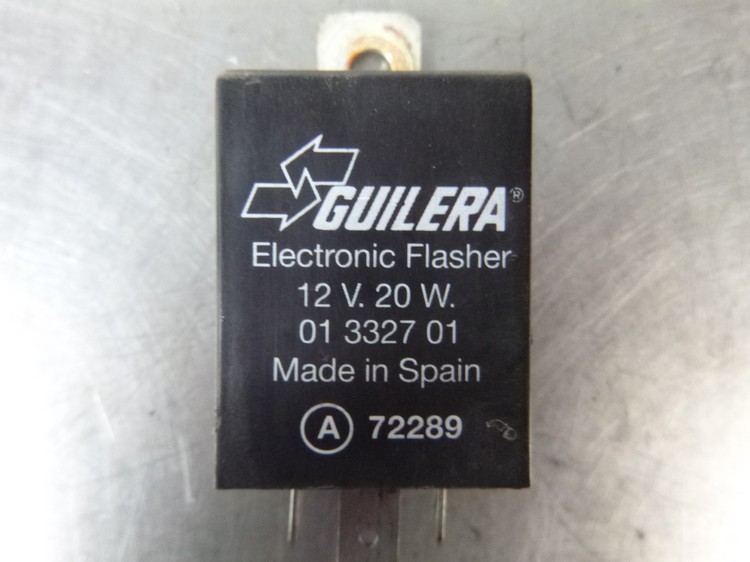 GUILERA®
Electronic Flasher
12 V. 20 W.
01 3327 01
Made in Spain
A 72289